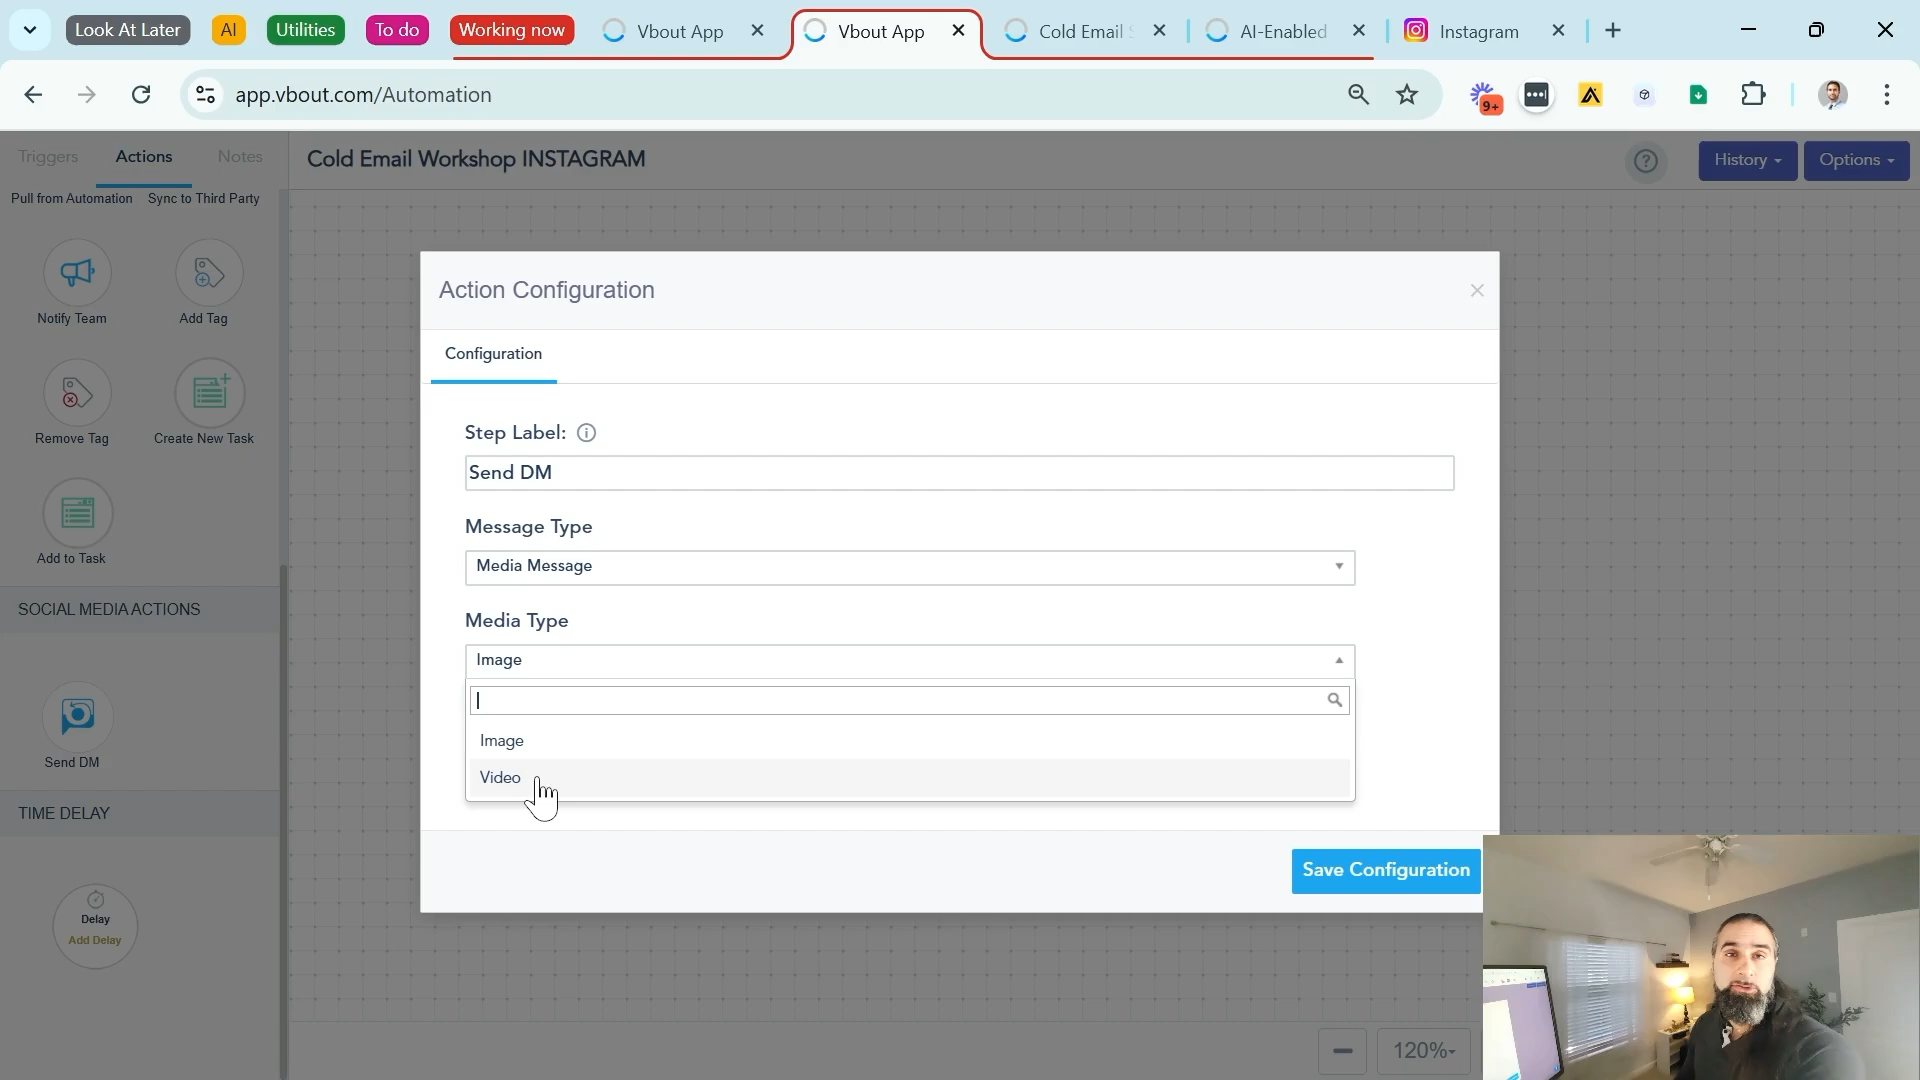 Look At Later
AI
Utilities
To do
Working now
Vbout App
Vbout App
Cold Email S
AI-Enabled
Instagram
app.vbout.com/Automation
9+
Triggers
Actions
Notes
Cold Email Workshop INSTAGRAM
?
History
Options
Pull from Automation
Sync to Third Party
Notify Team
Add Tag
Remove Tag
Create New Task
Add to Task
SOCIAL MEDIA ACTIONS
Send DM
TIME DELAY
Delay
Add Delay
Action Configuration
Configuration
Step Label:
Send DM
Message Type
Media Message
Media Type
Image
Image
Video
Save Configuration
120%